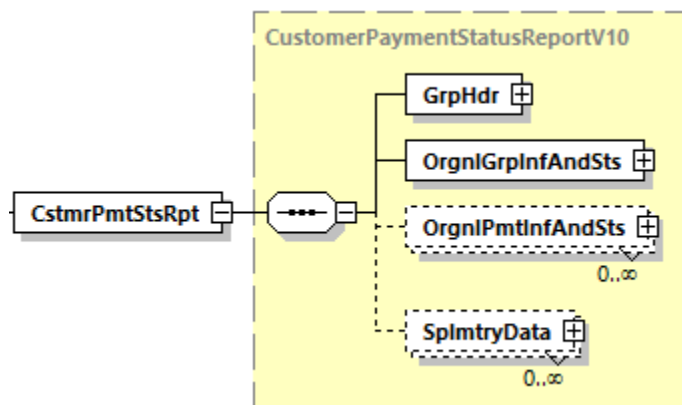 CustomerPaymentStatusReportV10
GrpHdr
OrgnlGrpInfAndSts
CstmrPmtStsRpt
OrgnlPmtInfAndSts
0..∞
SplmtryData
0..∞